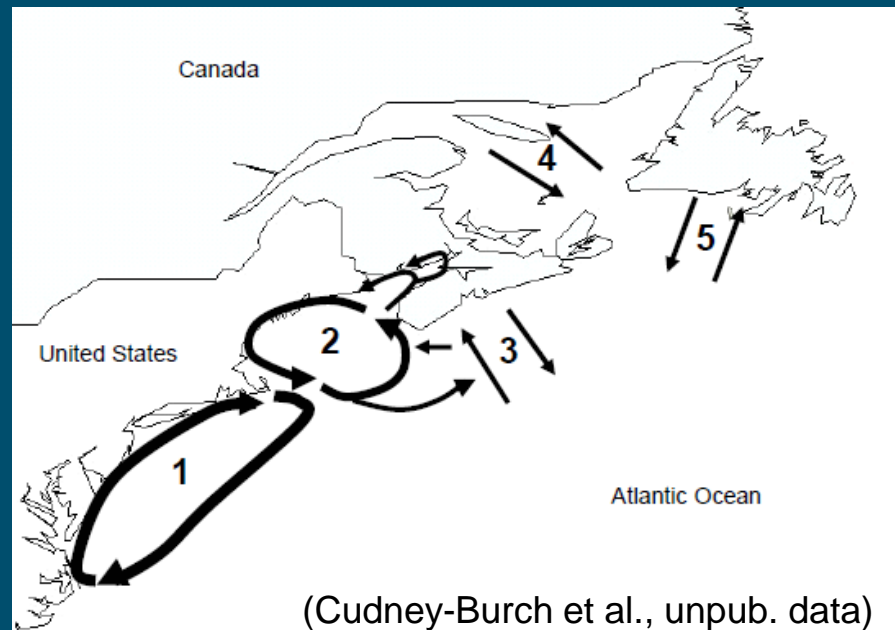 Canada
4
5
2
United States
3
1
Atlantic Ocean
(Cudney-Burch et al., unpub. data)